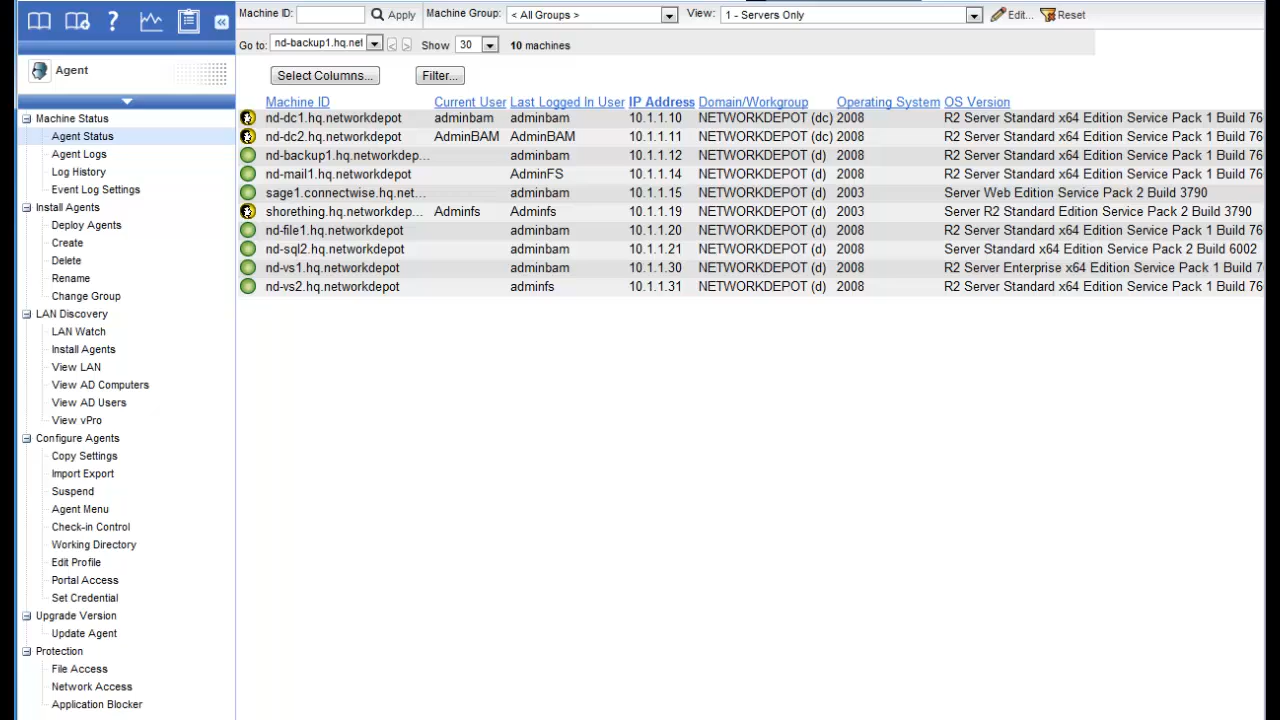 Machine ID: Apply Machine Group: < All Groups > View: 1 - Servers Only Edit... Reset
Go to: nd-backup1.hq.net < > Show 30 10 machines
Select Columns... Filter...
Agent
Machine Status
Agent Status
Agent Logs
Log History
Event Log Settings
Install Agents
Deploy Agents
Create
Delete
Rename
Change Group
LAN Discovery
LAN Watch
Install Agents
View LAN
View AD Computers
View AD Users
View vPro
Configure Agents
Copy Settings
Import Export
Suspend
Agent Menu
Check-in Control
Working Directory
Edit Profile
Portal Access
Set Credential
Upgrade Version
Update Agent
Protection
File Access
Network Access
Application Blocker
Machine ID Current User Last Logged In User IP Address Domain/Workgroup Operating System OS Version
nd-dc1.hq.networkdepot adminbam adminbam 10.1.1.10 NETWORKDEPOT (dc) 2008 R2 Server Standard x64 Edition Service Pack 1 Build 76
nd-dc2.hq.networkdepot AdminBAM AdminBAM 10.1.1.11 NETWORKDEPOT (dc) 2008 R2 Server Standard x64 Edition Service Pack 1 Build 76
nd-backup1.hq.networkdep... adminbam 10.1.1.12 NETWORKDEPOT (d) 2008 R2 Server Standard x64 Edition Service Pack 1 Build 76
nd-mail1.hq.networkdepot AdminFS 10.1.1.14 NETWORKDEPOT (d) 2008 R2 Server Standard x64 Edition Service Pack 1 Build 76
sage1.connectwise.hq.net... adminbam 10.1.1.15 NETWORKDEPOT (d) 2003 Server Web Edition Service Pack 2 Build 3790
shorething.hq.networkdep... Adminfs Adminfs 10.1.1.19 NETWORKDEPOT (d) 2003 Server R2 Standard Edition Service Pack 2 Build 3790
nd-file1.hq.networkdepot adminbam 10.1.1.20 NETWORKDEPOT (d) 2008 R2 Server Standard x64 Edition Service Pack 1 Build 76
nd-sql2.hq.networkdepot adminbam 10.1.1.21 NETWORKDEPOT (d) 2008 Server Standard x64 Edition Service Pack 2 Build 6002
nd-vs1.hq.networkdepot adminbam 10.1.1.30 NETWORKDEPOT (d) 2008 R2 Server Enterprise x64 Edition Service Pack 1 Build 7
nd-vs2.hq.networkdepot adminfs 10.1.1.31 NETWORKDEPOT (d) 2008 R2 Server Standard x64 Edition Service Pack 1 Build 76